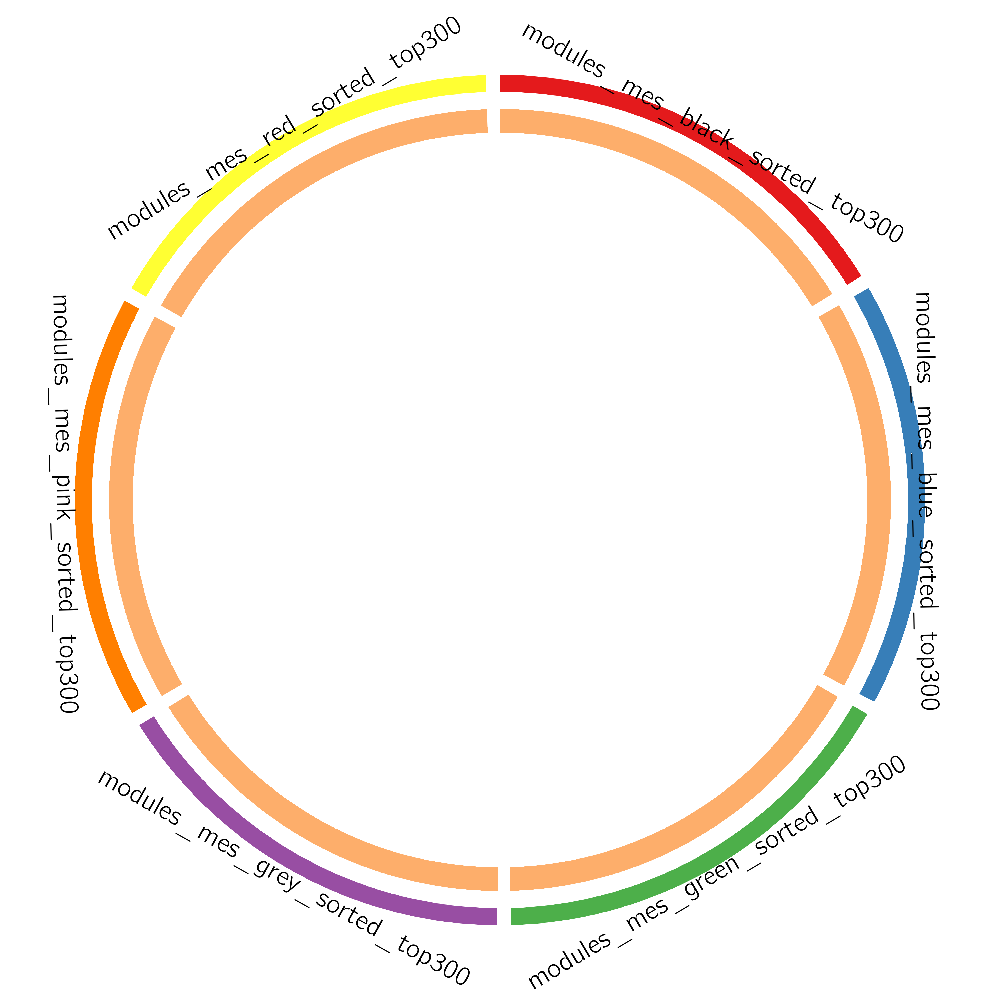 modules_mes_black_sorted_top300
modules_mes_blue_sorted_top300
modules_mes_green_sorted_top300
modules_mes_grey_sorted_top300
modules_mes_pink_sorted_top300
modules_mes_red_sorted_top300